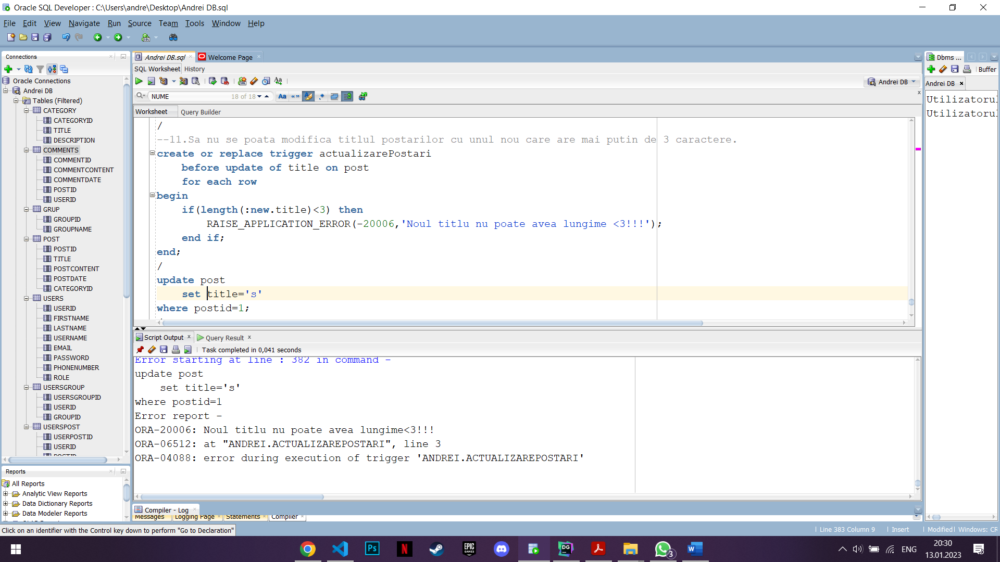 Oracle SQL Developer : C:\Users\andre\Desktop\Andrei DB.sql
File Edit View Navigate Run Source Team Tools Window Help
Connections
Oracle Connections
Andrei DB
Tables (Filtered)
CATEGORY
CATEGORYID
TITLE
DESCRIPTION
COMMENTS
COMMENTID
COMMENTCONTENT
COMMENTDATE
POSTID
USERID
GRUP
GROUPID
GROUPNAME
POST
POSTID
TITLE
POSTCONTENT
POSTDATE
CATEGORYID
USERS
USERID
FIRSTNAME
LASTNAME
USERNAME
EMAIL
PASSWORD
PHONENUMBER
ROLE
USERSGROUP
USERSGROUPID
USERID
GROUPID
USERSPOST
USERPOSTID
USERID
Reports
All Reports
Analytic View Reports
Data Dictionary Reports
Data Modeler Reports
Andrei DB.sql
Welcome Page
SQL Worksheet History
Andrei DB
NUME 18 of 18
Worksheet Query Builder
/
--11.Sa nu se poata modifica titlul postarilor cu unul nou care are mai putin de 3 caractere.
create or replace trigger actualizarePostari
before update of title on post
for each row
begin
if(length(:new.title)<3) then
RAISE_APPLICATION_ERROR(-20006,'Noul titlu nu poate avea lungime <3!!!');
end if;
end;
/
update post
set title='s'
where postid=1;
Script Output
Query Result
Task completed in 0,041 seconds
Error starting at line : 382 in command -
update post
set title='s'
where postid=1
Error report -
ORA-20006: Noul titlu nu poate avea lungime<3!!!
ORA-06512: at "ANDREI.ACTUALIZAREPOSTARI", line 3
ORA-04088: error during execution of trigger 'ANDREI.ACTUALIZAREPOSTARI'
Compiler - Log
Messages Logging Page Statements Compiler
Dbms ...
Buffer
Andrei DB
Utilizatorul
Utilizatorul
Click on an identifier with the Control key down to perform "Go to Declaration"
Line 383 Column 9 Insert Modified Windows: CR
Ps
EPIC GAMES
DG
3
ENG
20:30
13.01.2023